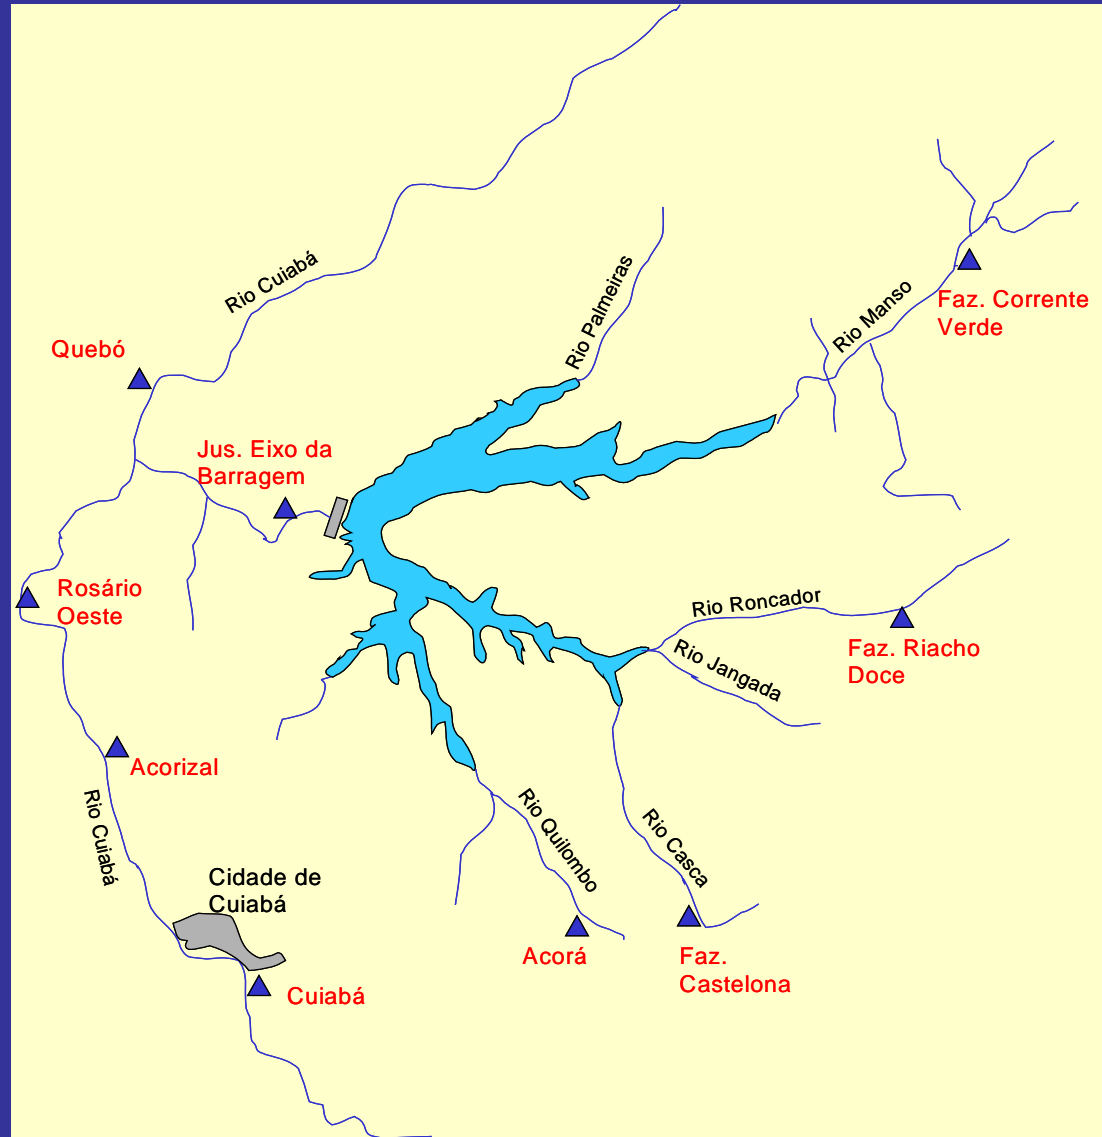 Rio Cuiabá
Rio Palmeiras
Rio Manso
Faz. Corrente
Verde
Quebó
Jus. Eixo da
Barragem
Rosário
Oeste
Rio Roncador
Faz. Riacho
Doce
Rio Jangada
Acorizal
Rio Cuiabá
Rio Quilombo
Rio Casca
Cidade de
Cuiabá
Acorá
Faz.
Castelona
Cuiabá